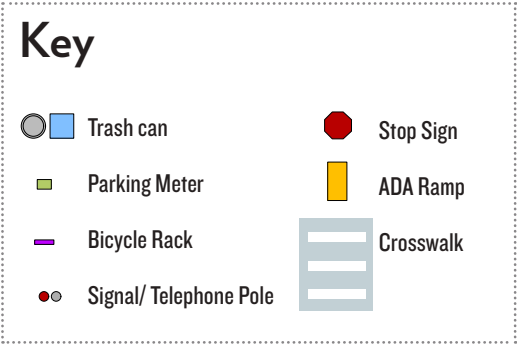 Key
Trash can
Parking Meter
Bicycle Rack
Signal/ Telephone Pole
Stop Sign
ADA Ramp
Crosswalk